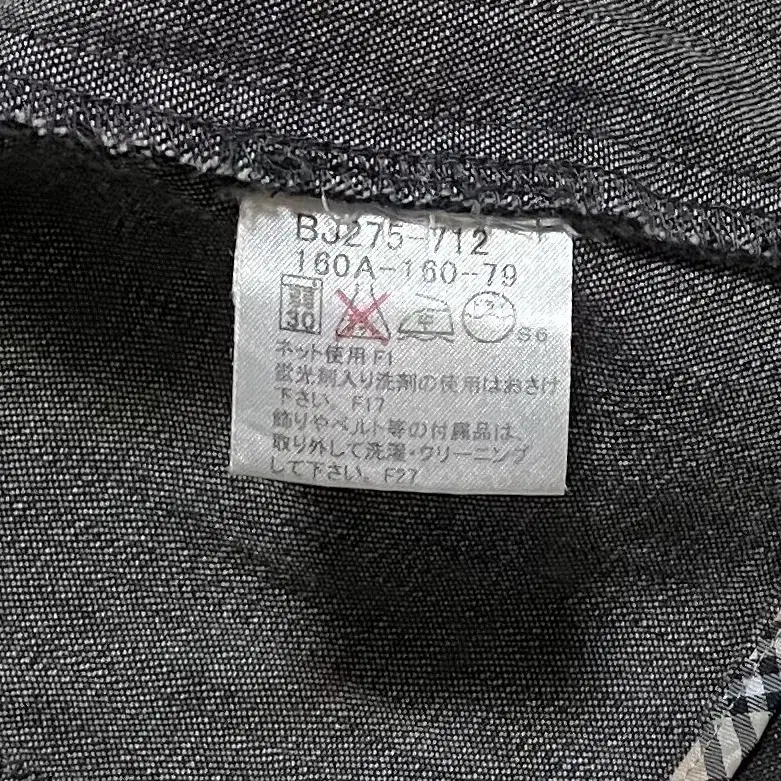 BJ275-712
160A-160-79
30
S6
ネット使用 F1
蛍光剤入り洗剤の使用はおさけ
下さい。 F17
飾りやベルト等の付属品は、
取り外して洗濯・クリーニング
して下さい。 F27